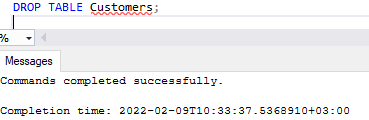 DROP TABLE Customers;
%
Messages
Commands completed successfully.
Completion time: 2022-02-09T10:33:37.5368910+03:00